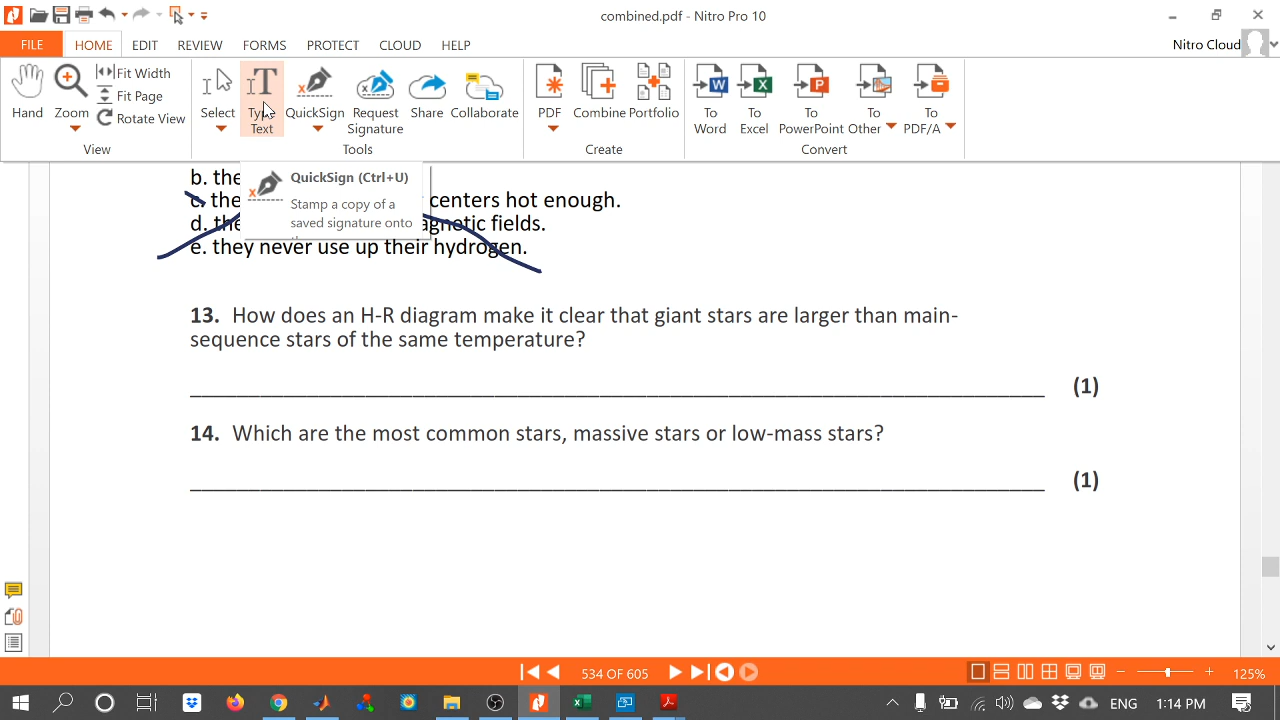 combined.pdf - Nitro Pro 10
FILE HOME EDIT REVIEW FORMS PROTECT CLOUD HELP
Nitro Cloud
Hand
Zoom
Fit Width
Fit Page
Rotate View
View
Select
Type Text
QuickSign
Request Signature
Share
Collaborate
Tools
PDF
Combine
Portfolio
Create
To Word
To Excel
To PowerPoint
To Other
To PDF/A
Convert
QuickSign (Ctrl+U)
Stamp a copy of a
saved signature onto
b. the
c. the centers hot enough.
d. the agnetic fields.
e. they never use up their hydrogen.
13. How does an H-R diagram make it clear that giant stars are larger than main-
sequence stars of the same temperature?
(1)
14. Which are the most common stars, massive stars or low-mass stars?
(1)
534 OF 605
125%
ENG 1:14 PM